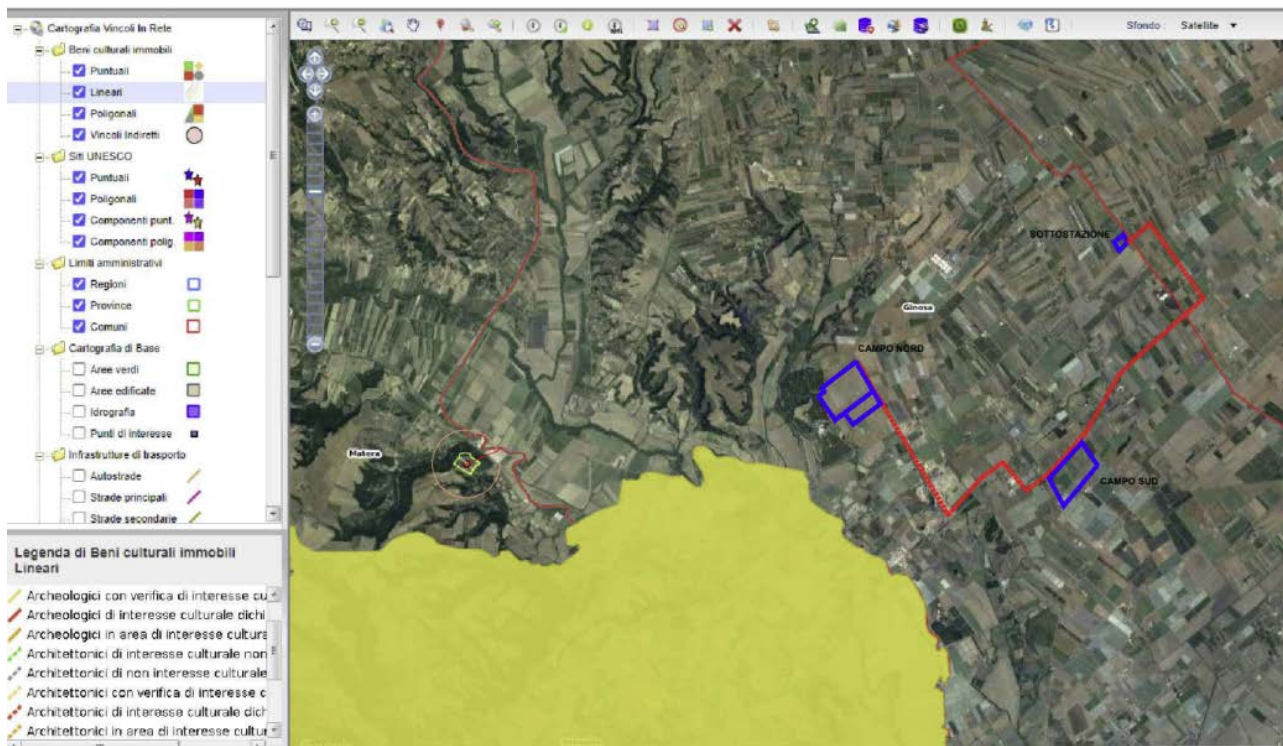 Cartografia Vincoli In Rete
Beni culturali immobili
Puntuali
Lineari
Poligonali
Vincoli Indiretti
Siti UNESCO
Puntuali
Poligonali
Componenti punt.
Componenti polig.
Limiti amministrativi
Regioni
Province
Comuni
Cartografia di Base
Aree verdi
Aree edificate
Idrografia
Punti di interesse
Infrastrutture di trasporto
Autostrade
Strade principali
Strade secondarie
Legenda di Beni culturali immobili
Lineari
Archeologici con verifica di interesse cu
Archeologici di interesse culturale dichi
Archeologici in area di interesse cultura
Architettonici di interesse culturale non
Architettonici di non interesse culturale
Architettonici con verifica di interesse c
Architettonici di interesse culturale dich
Architettonici in area di interesse cultur
Sfondo : Satellite
SOTTOSTAZIONE
Ginosa
CAMPO NORD
Matera
CAMPO SUD